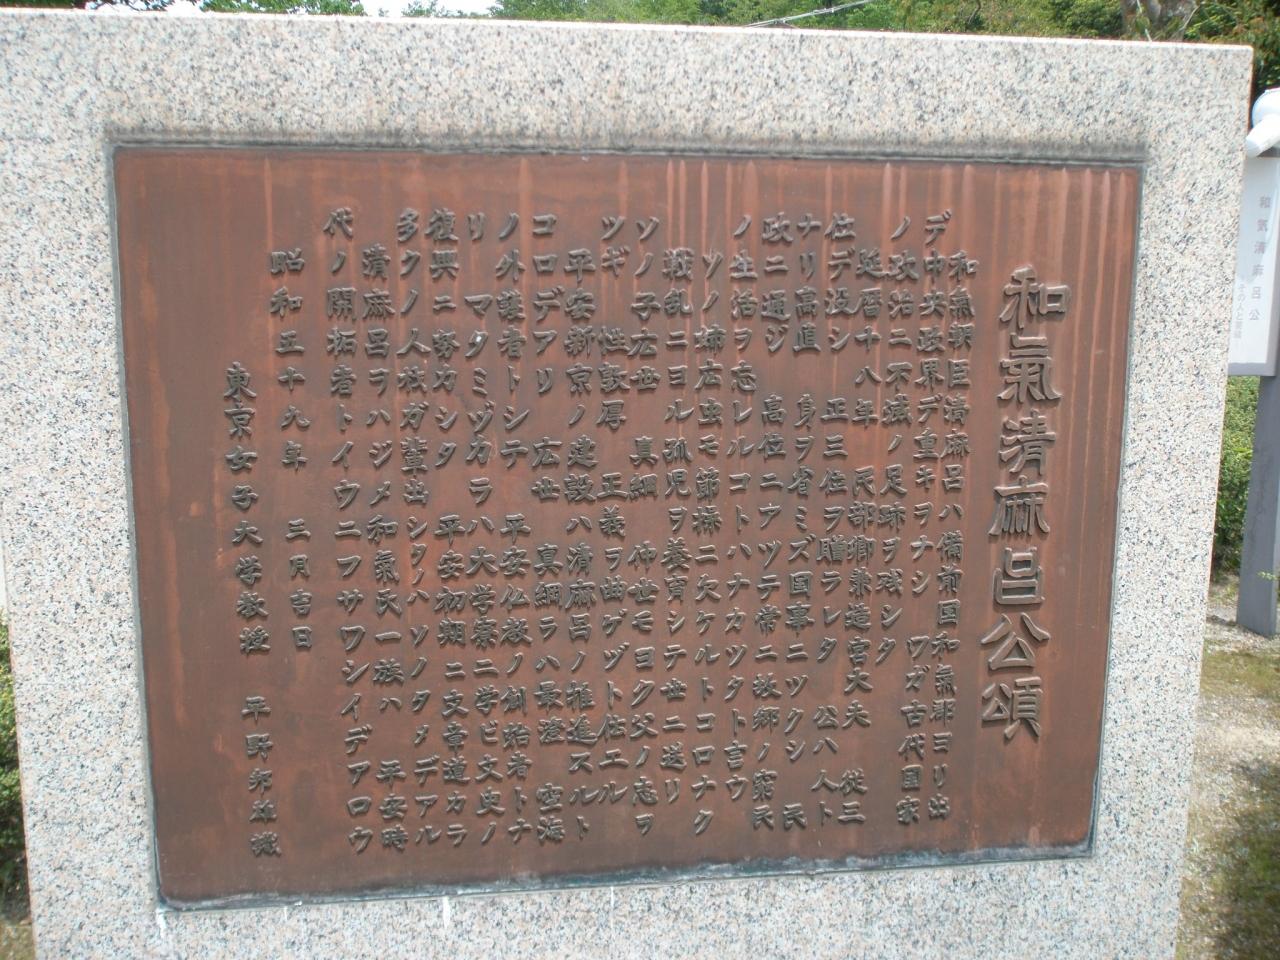 和氣清麻呂公頌
和氣朝臣清麻呂ハ備前国和氣郡ヨリ出
デ中央政界デ重キヲナシ ワガ古代国家
ノ政治ニ不滅ノ足跡ヲ残シタ
延暦十八年 民部卿兼造宮大夫 従三
位デ没シ 正三位ヲ贈ラレタ 公ハ 人ト
ナリ高直 身ヲ省ミズ国事ニツクシ 民
政ニ通ジ 高位ニアツテ常ニ故郷ノ窮民
ノ生活ヲ忘レルコトハナカツタト言ウ
ソノ姉広虫モ節操ニ欠ケルトコロナク
戦乱ニヨル孤児ヲ養育シテ世ニ送リ
ソノ子広世 真綱 仲世モヨク父ノ志ヲ
ツギ 性敦厚 正義ヲ曲ゲヅト伝エル
平安新京ノ建設ハ清麻呂ノ推進スルト
コロデアリ 広世 真綱ラハ最澄 空海
ノ外護者トシテ 平安仏教ノ創始者トナ
リ マタミヅカラハ大学寮ニ学ビ文史ノ
復興ニ努力シタ 平安初期ニ文章道カラ
多クノ人材ガ輩出シタノハ ソノタメデアル
清麻呂ヲハジメ 和氣氏一族ハ 平安時
代ノ開拓者トイウニフサワシイデアロウ
昭和五十九年 三月吉日
東京女子大学教授 平野邦雄撰
和気清麻呂公